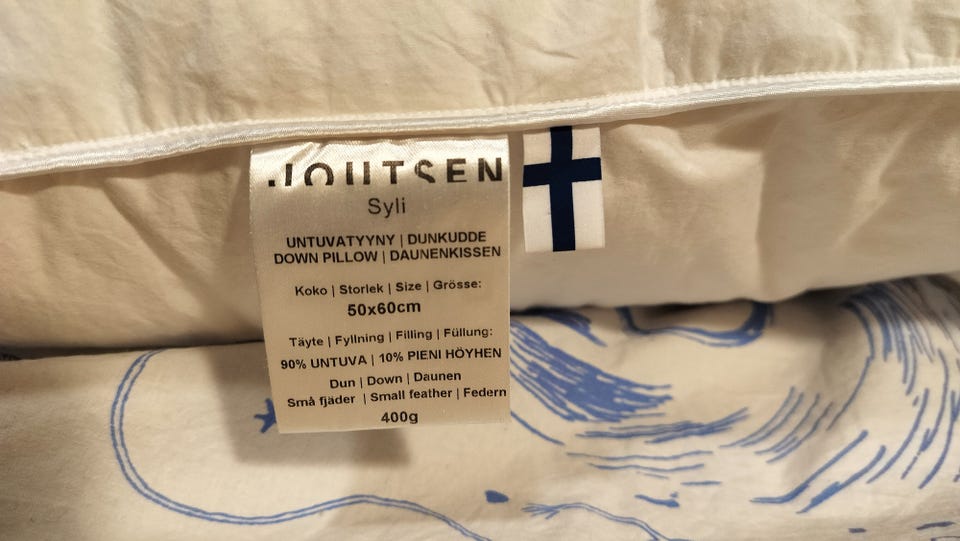 JOUTSEN
Syli
UNTUVATYYNY | DUNKUDDE
DOWN PILLOW | DAUNENKISSEN
Koko | Storlek | Size | Grösse:
50x60cm
Täyte | Fyllning | Filling | Füllung:
90% UNTUVA | 10% PIENI HÖYHEN
Dun | Down | Daunen
Små fjäder | Small feather | Federn
400g